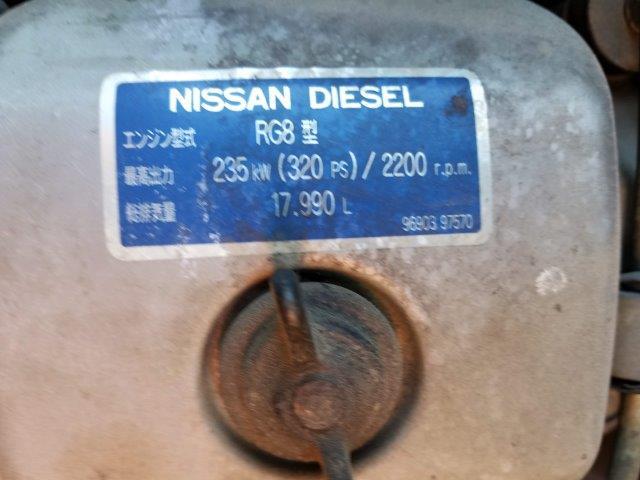 NISSAN DIESEL
エンジン型式 RG8 型
最高出力 235 kW (320 PS) / 2200 r.p.m.
総排気量 17.990 L
96903 97570